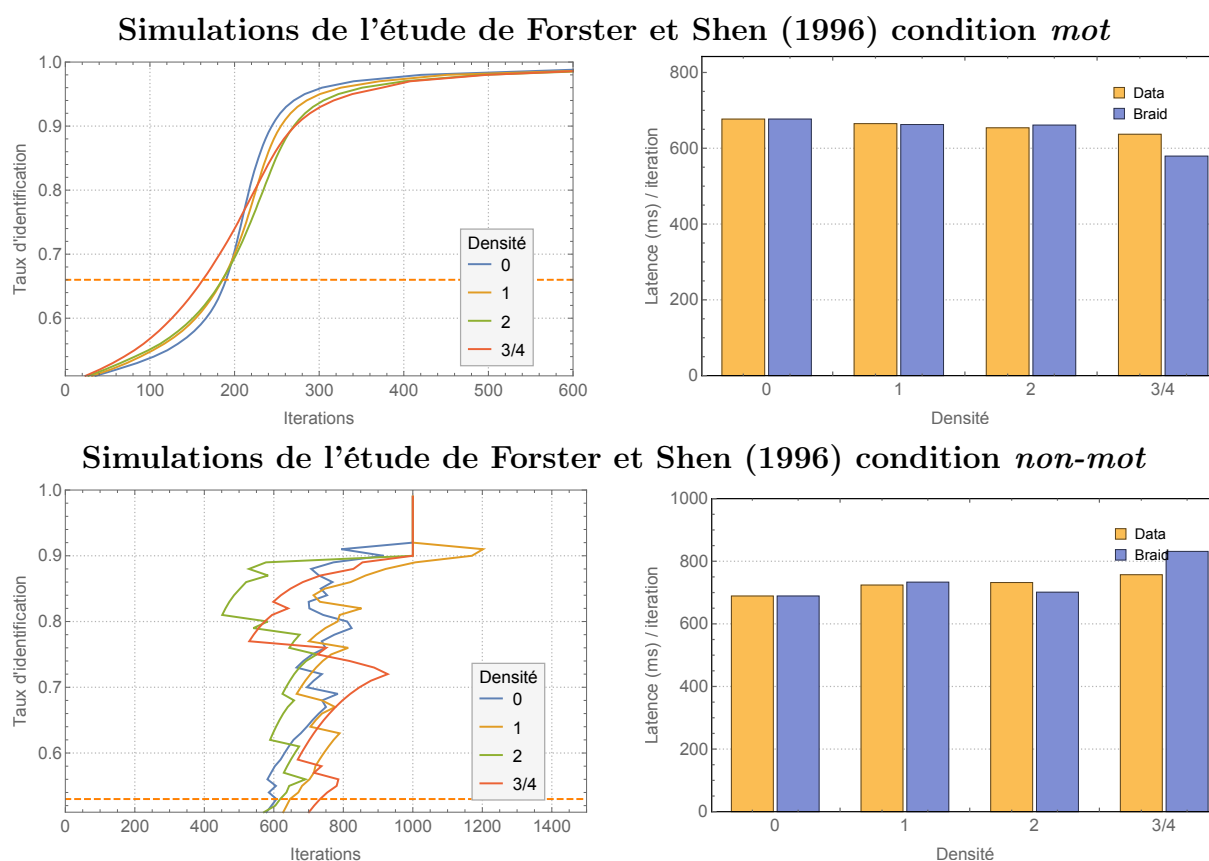 Simulations de l'étude de Forster et Shen (1996) condition mot
Taux d'identification
1.0
0.9
0.8
0.7
0.6
0 100 200 300 400 500 600
Iterations
Densité
0
1
2
3/4
Latence (ms) / iteration
800
600
400
200
0
Data
Braid
0 1 2 3/4
Densité
Simulations de l'étude de Forster et Shen (1996) condition non-mot
Taux d'identification
1.0
0.9
0.8
0.7
0.6
0 200 400 600 800 1000 1200 1400
Iterations
Densité
0
1
2
3/4
Latence (ms) / iteration
1000
800
600
400
200
0
Data
Braid
0 1 2 3/4
Densité